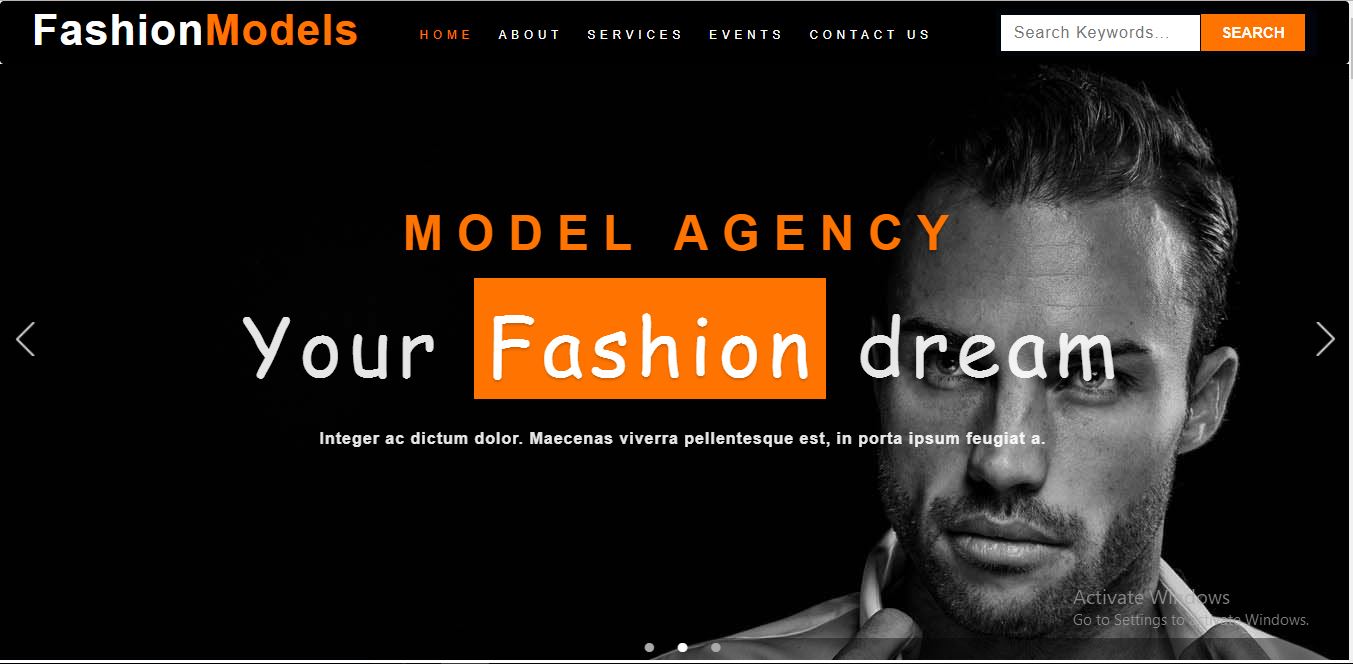 FashionModels
HOME ABOUT SERVICES EVENTS CONTACT US
Search Keywords... SEARCH
MODEL AGENCY
Your Fashion dream
Integer ac dictum dolor. Maecenas viverra pellentesque est, in porta ipsum feugiat a.
Activate Windows
Go to Settings to activate Windows.